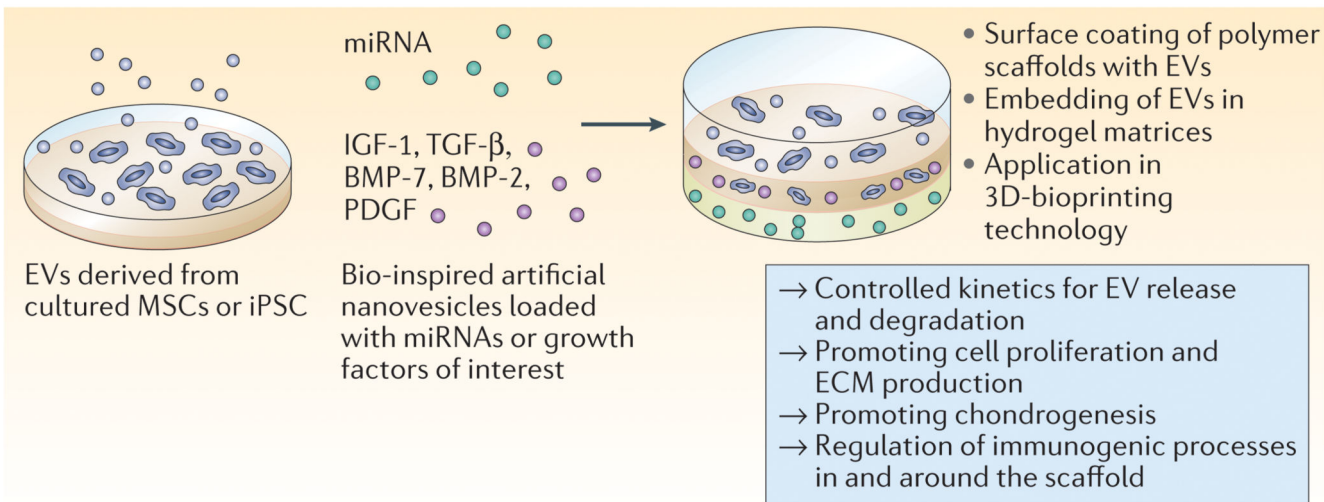 miRNA
IGF-1, TGF-β,
BMP-7, BMP-2,
PDGF
EVs derived from
cultured MSCs or iPSC
Bio-inspired artificial
nanovesicles loaded
with miRNAs or growth
factors of interest
• Surface coating of polymer
scaffolds with EVs
• Embedding of EVs in
hydrogel matrices
• Application in
3D-bioprinting
technology
→ Controlled kinetics for EV release
and degradation
→ Promoting cell proliferation and
ECM production
→ Promoting chondrogenesis
→ Regulation of immunogenic processes
in and around the scaffold